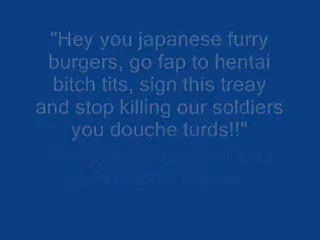 "Hey you japanese furry
burgers, go fap to hentai
bitch tits, sign this treay
and stop killing our soldiers
you douche turds!!"